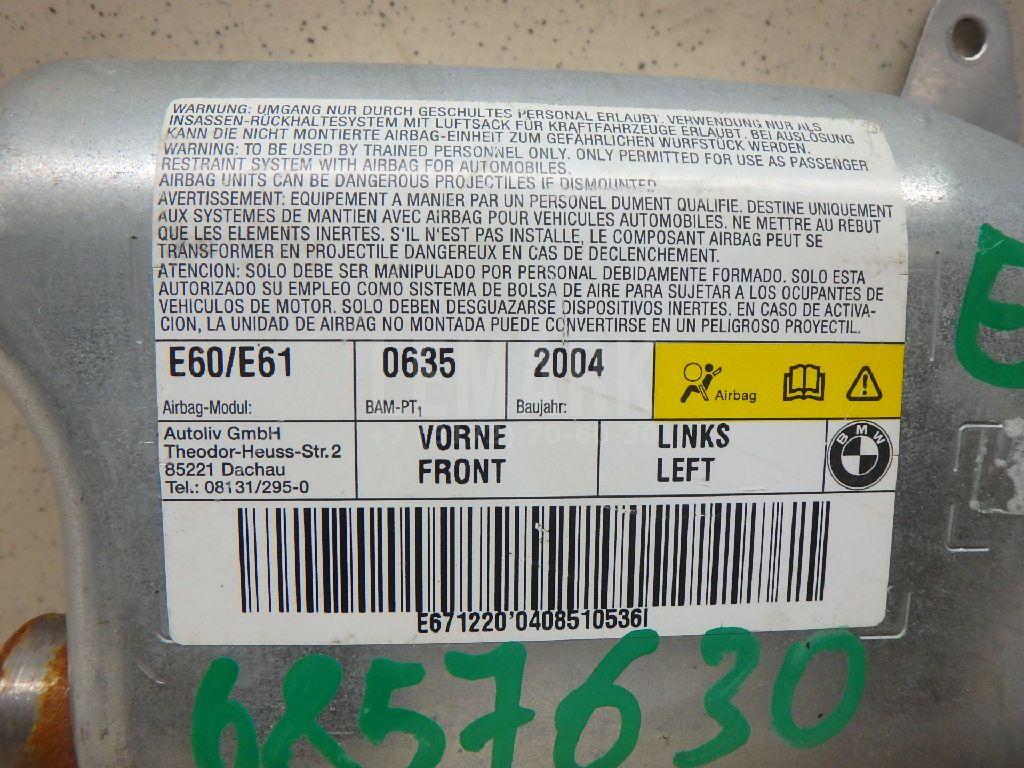 WARNUNG: UMGANG NUR DURCH GESCHULTES PERSONAL ERLAUBT. VERWENDUNG NUR ALS
INSASSEN-RÜCKHALTESYSTEM MIT LUFTSACK FÜR KRAFTFAHRZEUGE ERLAUBT. BEI AUSLÖSUNG
KANN DIE NICHT MONTIERTE AIRBAG-EINHEIT ZUM GEFÄHRLICHEN WURFSTÜCK WERDEN.
WARNING: TO BE USED BY TRAINED PERSONNEL ONLY. ONLY PERMITTED FOR USE AS PASSENGER
RESTRAINT SYSTEM WITH AIRBAG FOR AUTOMOBILES.
AIRBAG UNITS CAN BE DANGEROUS PROJECTILES IF DISMOUNTED
AVERTISSEMENT: EQUIPEMENT A MANIER PAR UN PERSONEL DUMENT QUALIFIE. DESTINE UNIQUEMENT
AUX SYSTEMES DE MANTIEN AVEC AIRBAG POUR VEHICULES AUTOMOBILES. NE METTRE AU REBUT
QUE LES ELEMENTS INERTES. S'IL N'EST PAS INSTALLE, LE COMPOSANT AIRBAG PEUT SE
TRANSFORMER EN PROJECTILE DANGEREUX EN CAS DE DECLENCHEMENT.
ATENCION: SOLO DEBE SER MANIPULADO POR PERSONAL DEBIDAMENTE FORMADO. SOLO ESTA
AUTORIZADO SU EMPLEO COMO SISTEMA DE BOLSA DE AIRE PARA SUJETAR A LOS OCUPANTES DE
VEHICULOS DE MOTOR. SOLO DEBEN DESGUAZARSE DISPOSITIVOS INERTES. EN CASO DE ACTIVA-
CION, LA UNIDAD DE AIRBAG NO MONTADA PUEDE CONVERTIRSE EN UN PELIGROSO PROYECTIL.
E60/E61 0635 2004
Airbag
Airbag-Modul: BAM-PT1 Baujahr:
Autoliv GmbH
Theodor-Heuss-Str.2
85221 Dachau
Tel.: 08131/295-0
VORNE
FRONT
LINKS
LEFT
BMW
E671220'0408510536I
6857630